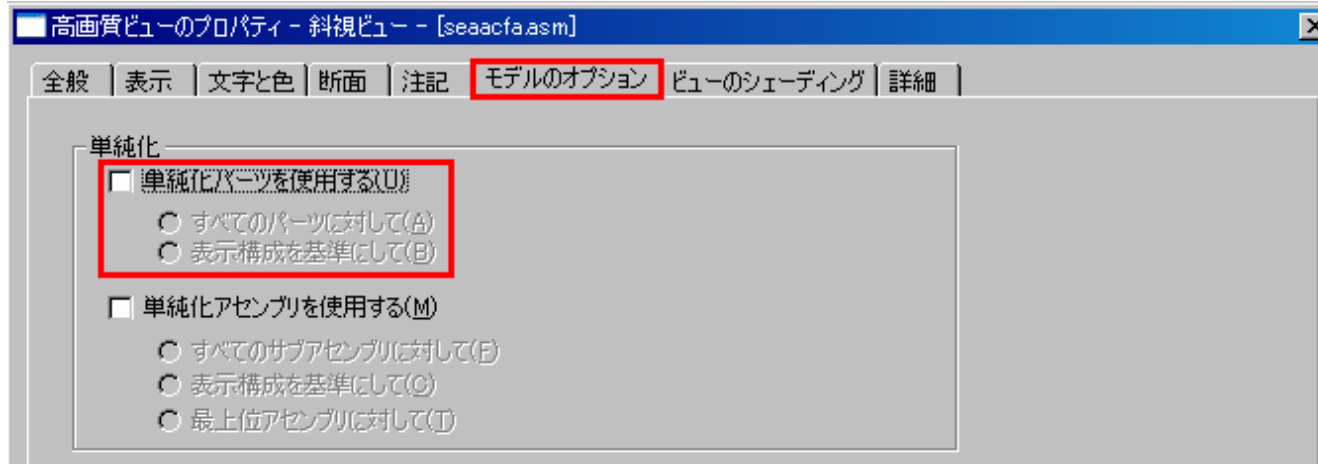 高画質ビューのプロパティ - 斜視ビュー - [seaacfa.asm]
全般 表示 文字と色 断面 注記 モデルのオプション ビューのシェーディング 詳細
単純化
単純化パーツを使用する(U)
すべてのパーツに対して(A)
表示構成を基準にして(B)
単純化アセンブリを使用する(M)
すべてのサブアセンブリに対して(F)
表示構成を基準にして(C)
最上位アセンブリに対して(T)